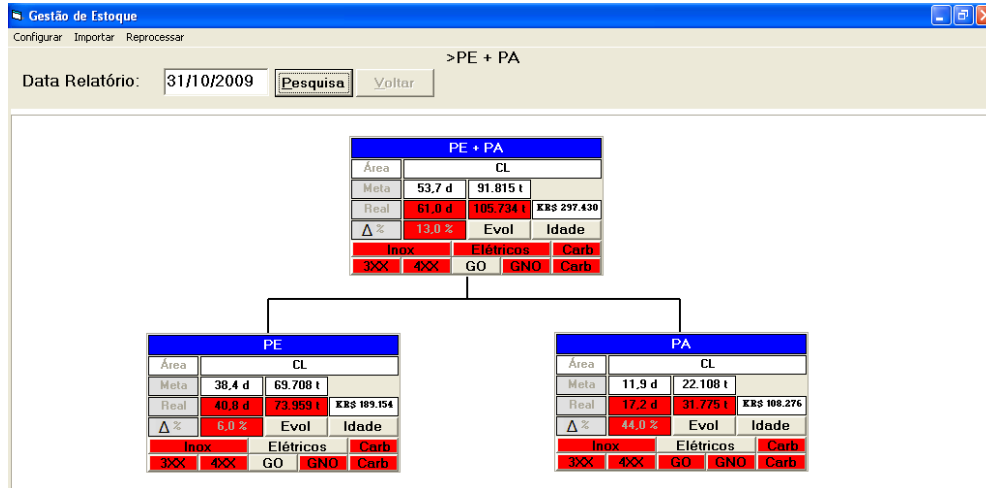 Gestão de Estoque
Configurar Importar Reprocessar
>PE + PA
Data Relatório: 31/10/2009 Pesquisa Voltar
PE + PA
Área CL
Meta 53,7 d 91.815 t
Real 61,0 d 105.734 t KR$ 297.430
Δ % 13,0 % Evol Idade
Inox Elétricos Carb
3XX 4XX GO GNO Carb
PE
Área CL
Meta 38,4 d 69.708 t
Real 40,8 d 73.959 t KR$ 189.154
Δ % 6,0 % Evol Idade
Inox Elétricos Carb
3XX 4XX GO GNO Carb
PA
Área CL
Meta 11,9 d 22.108 t
Real 17,2 d 31.775 t KR$ 108.276
Δ % 44,0 % Evol Idade
Inox Elétricos Carb
3XX 4XX GO GNO Carb